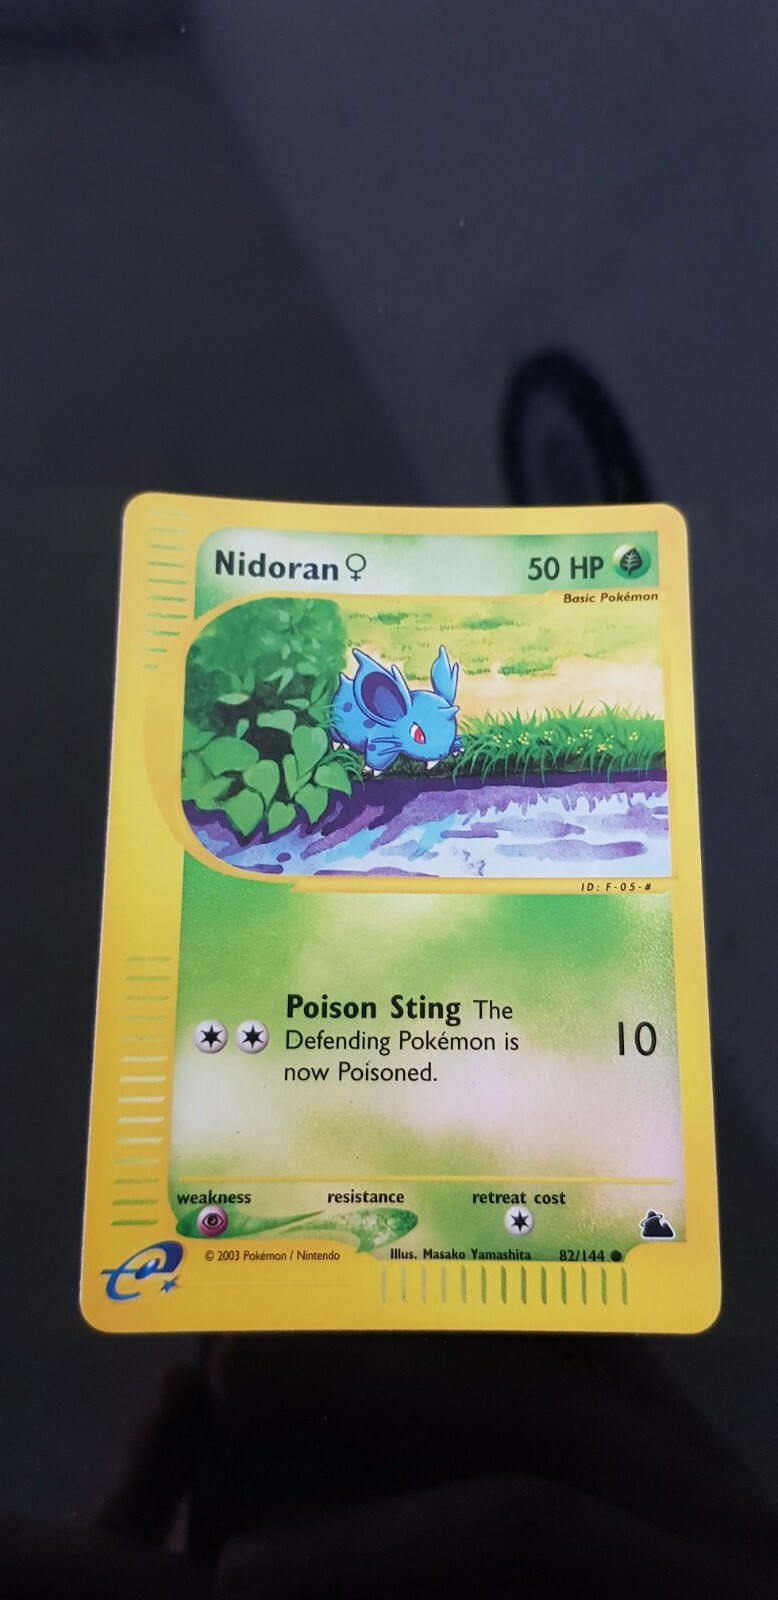 Nidoran♀ 50 HP
Basic Pokémon
ID: F-05-#
Poison Sting The
Defending Pokémon is
now Poisoned.
10
weakness resistance retreat cost
© 2003 Pokémon / Nintendo Illus. Masako Yamashita 82/144 ●
e